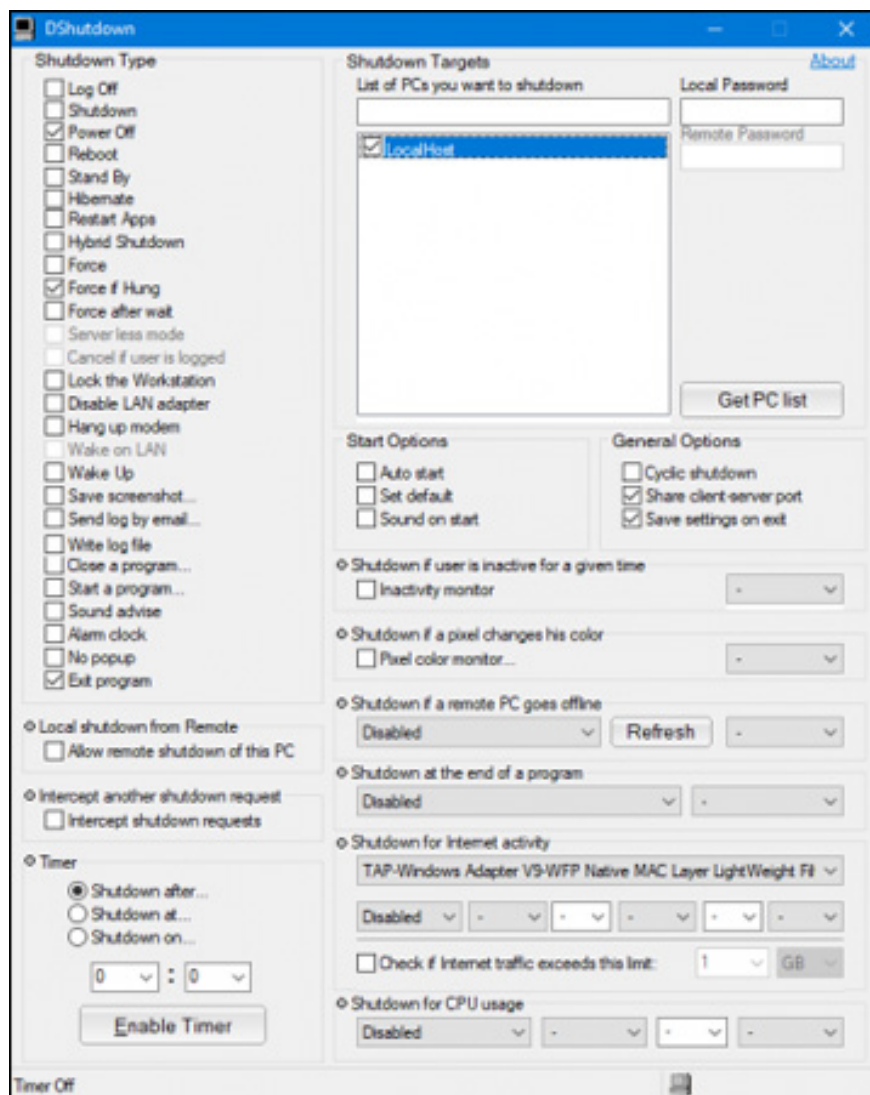 DShutdown
Shutdown Type
Log Off
Shutdown
Power Off
Reboot
Stand By
Hibernate
Restart Apps
Hybrid Shutdown
Force
Force if Hung
Force after wait
Server less mode
Cancel if user is logged
Lock the Workstation
Disable LAN adapter
Hang up modem
Wake on LAN
Wake Up
Save screenshot...
Send log by email...
Write log file
Close a program...
Start a program...
Sound advise
Alarm clock
No popup
Exit program
Local shutdown from Remote
Allow remote shutdown of this PC
Intercept another shutdown request
Intercept shutdown requests
Timer
Shutdown after...
Shutdown at...
Shutdown on...
0 : 0
Enable Timer
Shutdown Targets
About
List of PCs you want to shutdown
Local Password
Remote Password
LocalHost
Get PC list
Start Options
Auto start
Set default
Sound on start
General Options
Cyclic shutdown
Share client-server port
Save settings on exit
Shutdown if user is inactive for a given time
Inactivity monitor -
Shutdown if a pixel changes his color
Pixel color monitor... -
Shutdown if a remote PC goes offline
Disabled Refresh -
Shutdown at the end of a program
Disabled -
Shutdown for Internet activity
TAP-Windows Adapter V9-WFP Native MAC Layer LightWeight Fil
Disabled - - - - -
Check if Internet traffic exceeds this limit: 1 GB
Shutdown for CPU usage
Disabled - - -
Timer Off